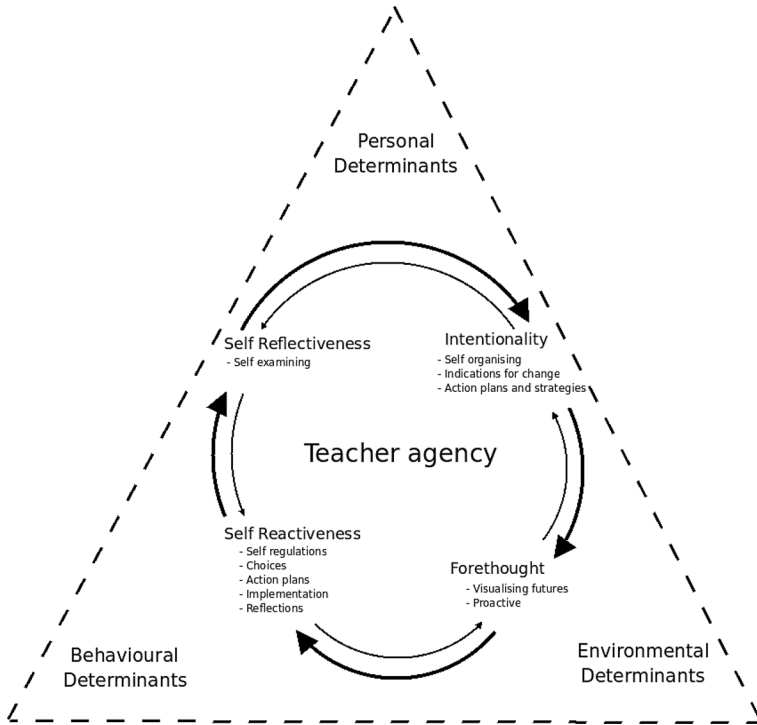 Personal
Determinants
Self Reflectiveness
- Self examining
Intentionality
- Self organising
- Indications for change
- Action plans and strategies
Teacher agency
Self Reactiveness
- Self regulations
- Choices
- Action plans
- Implementation
- Reflections
Forethought
- Visualising futures
- Proactive
Behavioural
Determinants
Environmental
Determinants